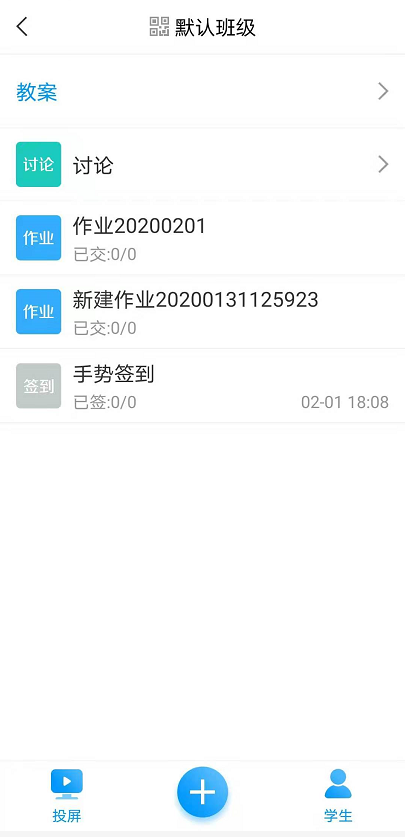 默认班级
教案
讨论 讨论
作业 作业20200201
已交:0/0
作业 新建作业20200131125923
已交:0/0
签到 手势签到
已签:0/0 02-01 18:08
投屏 学生